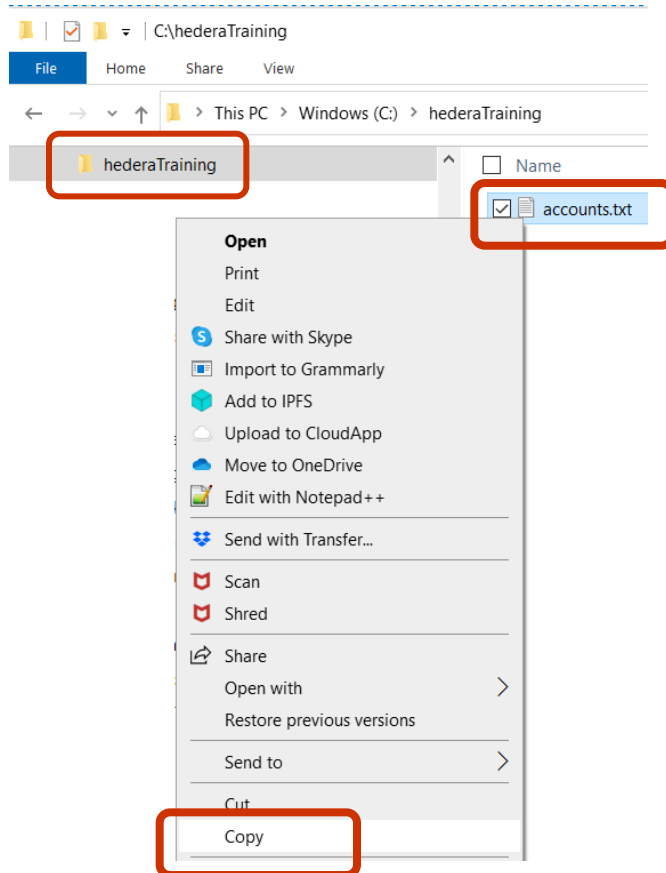 C:\hederaTraining
File Home Share View
This PC > Windows (C:) > hederaTraining
hederaTraining
Name
accounts.txt
Open
Print
Edit
Share with Skype
Import to Grammarly
Add to IPFS
Upload to CloudApp
Move to OneDrive
Edit with Notepad++
Send with Transfer...
Scan
Shred
Share
Open with
Restore previous versions
Send to
Cut
Copy